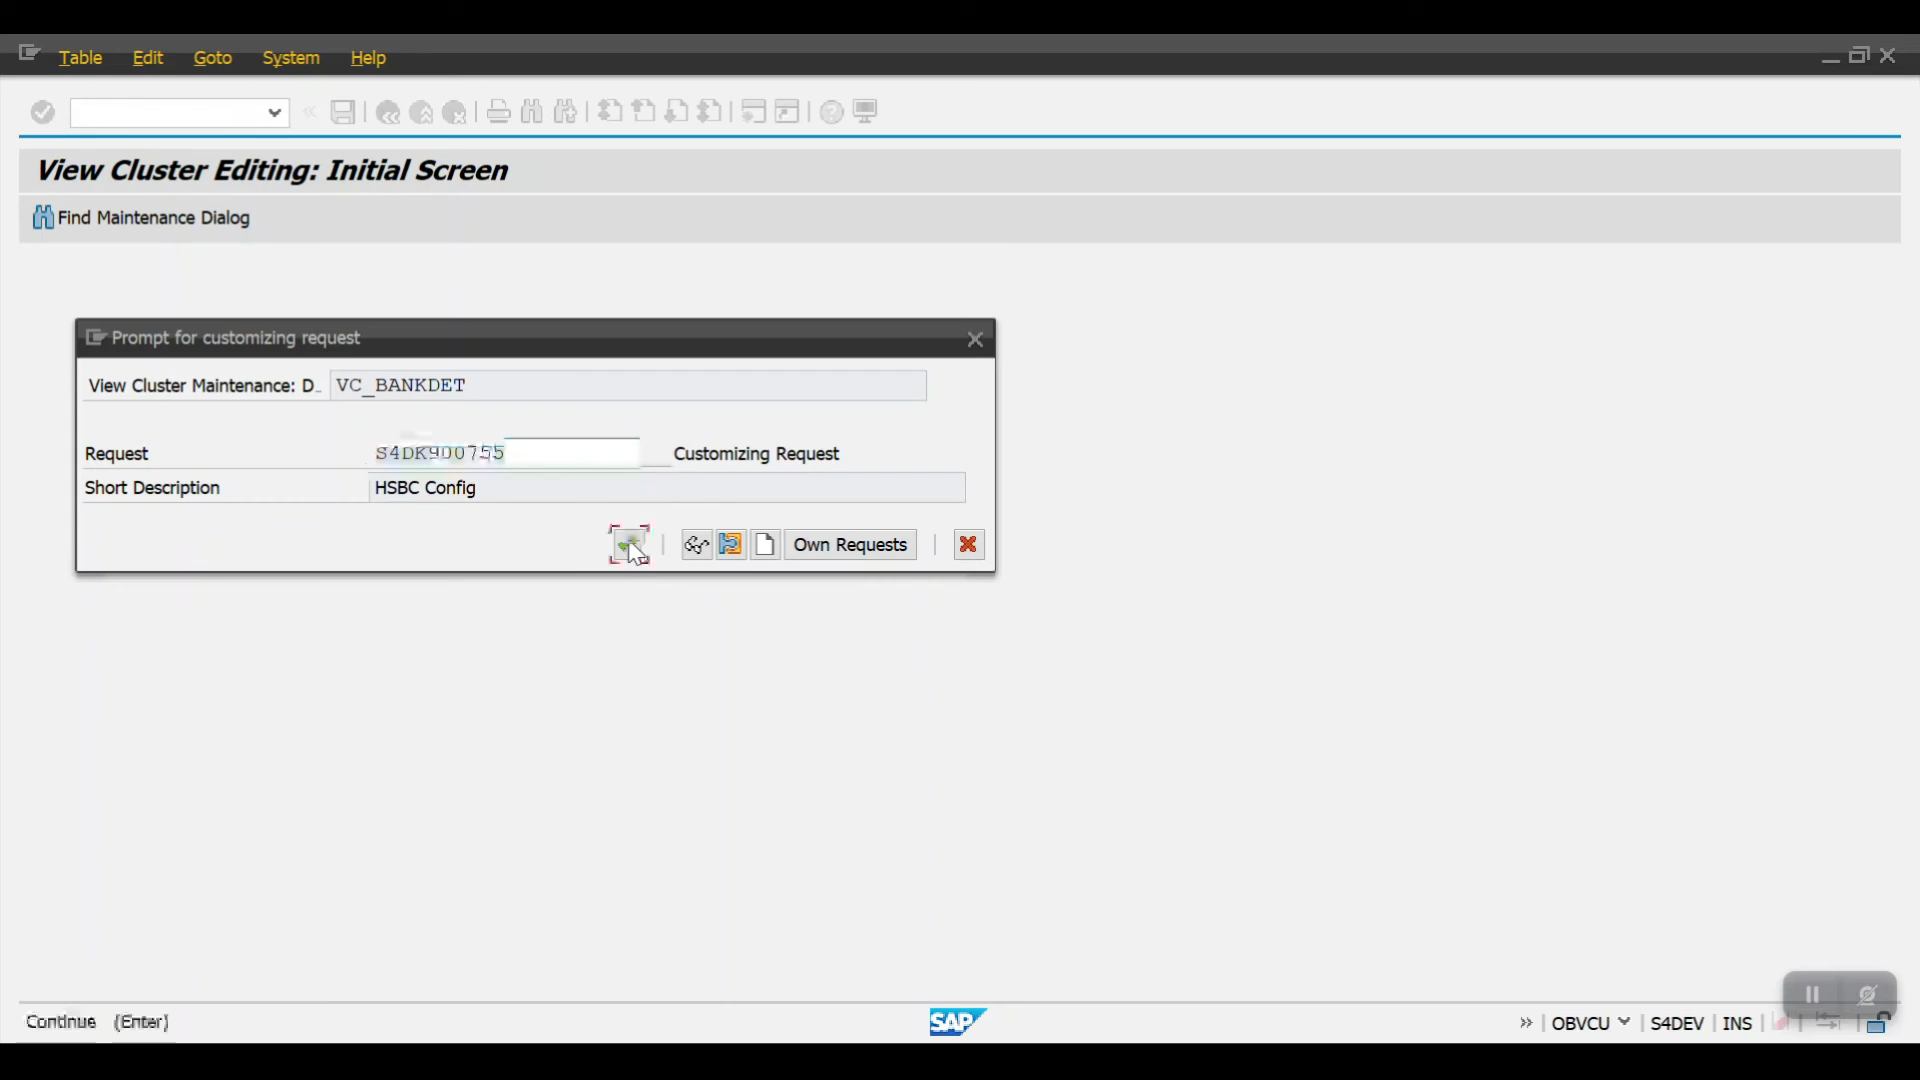 Table Edit Goto System Help
View Cluster Editing: Initial Screen
Find Maintenance Dialog
Prompt for customizing request
View Cluster Maintenance: D.. VC_BANKDET
Request S4DK900755 Customizing Request
Short Description HSBC Config
Own Requests
Continue (Enter) SAP OBVCU S4DEV INS